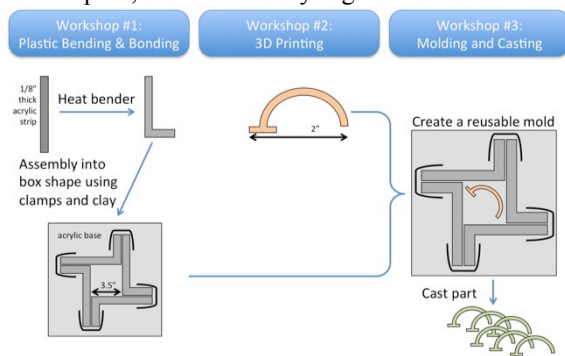 Workshop #1:
Plastic Bending & Bonding
Workshop #2:
3D Printing
Workshop #3:
Molding and Casting
1/8"
thick
acrylic
strip
Heat bender
2"
Create a reusable mold
Assembly into
box shape using
clamps and clay
acrylic base
3.5"
Cast part